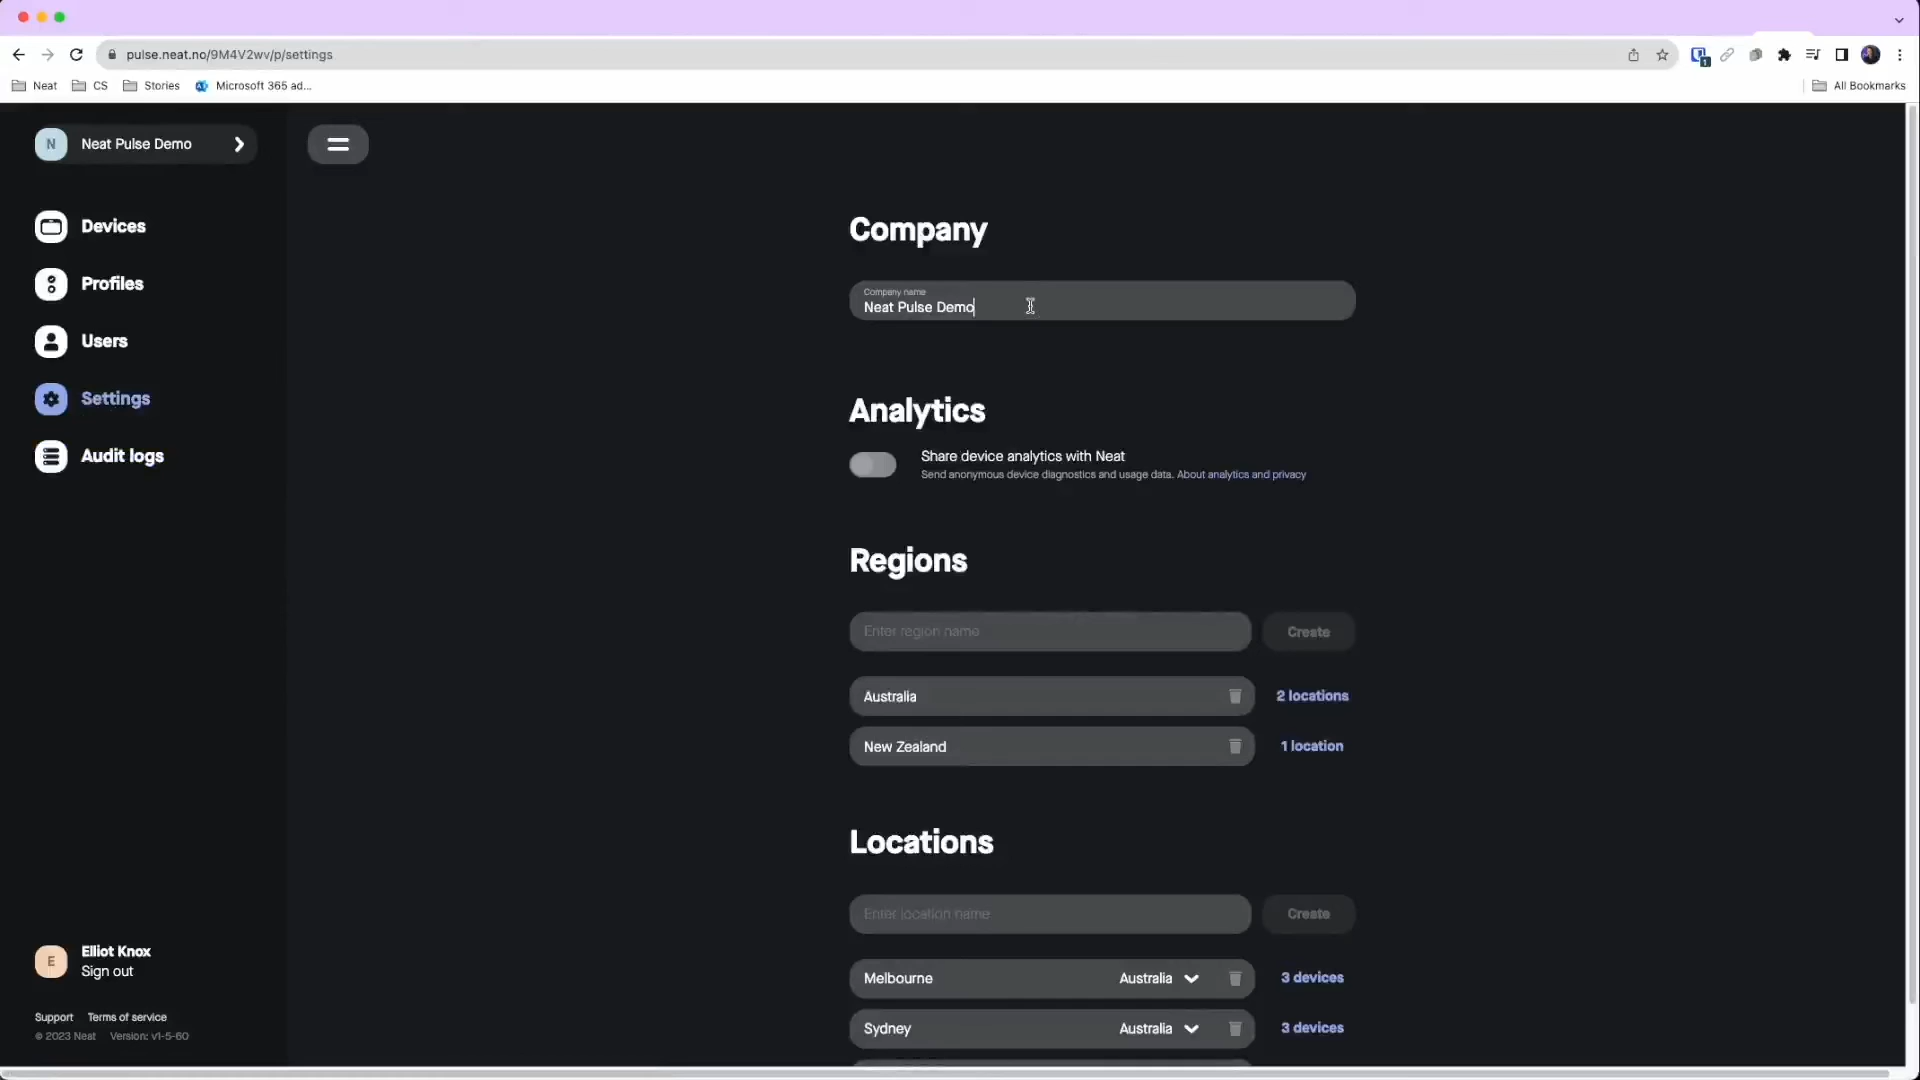 pulse.neat.no/9M4V2wv/p/settings
Neat
CS
Stories
Microsoft 365 ad...
All Bookmarks
N
Neat Pulse Demo
Devices
Profiles
Users
Settings
Audit logs
Company
Company name
Neat Pulse Demo
Analytics
Share device analytics with Neat
Send anonymous device diagnostics and usage data. About analytics and privacy
Regions
Enter region name
Create
Australia
2 locations
New Zealand
1 location
Locations
Enter location name
Create
Melbourne
Australia
3 devices
Sydney
Australia
3 devices
E
Elliot Knox
Sign out
Support
Terms of service
© 2023 Neat
Version: v1-5-60